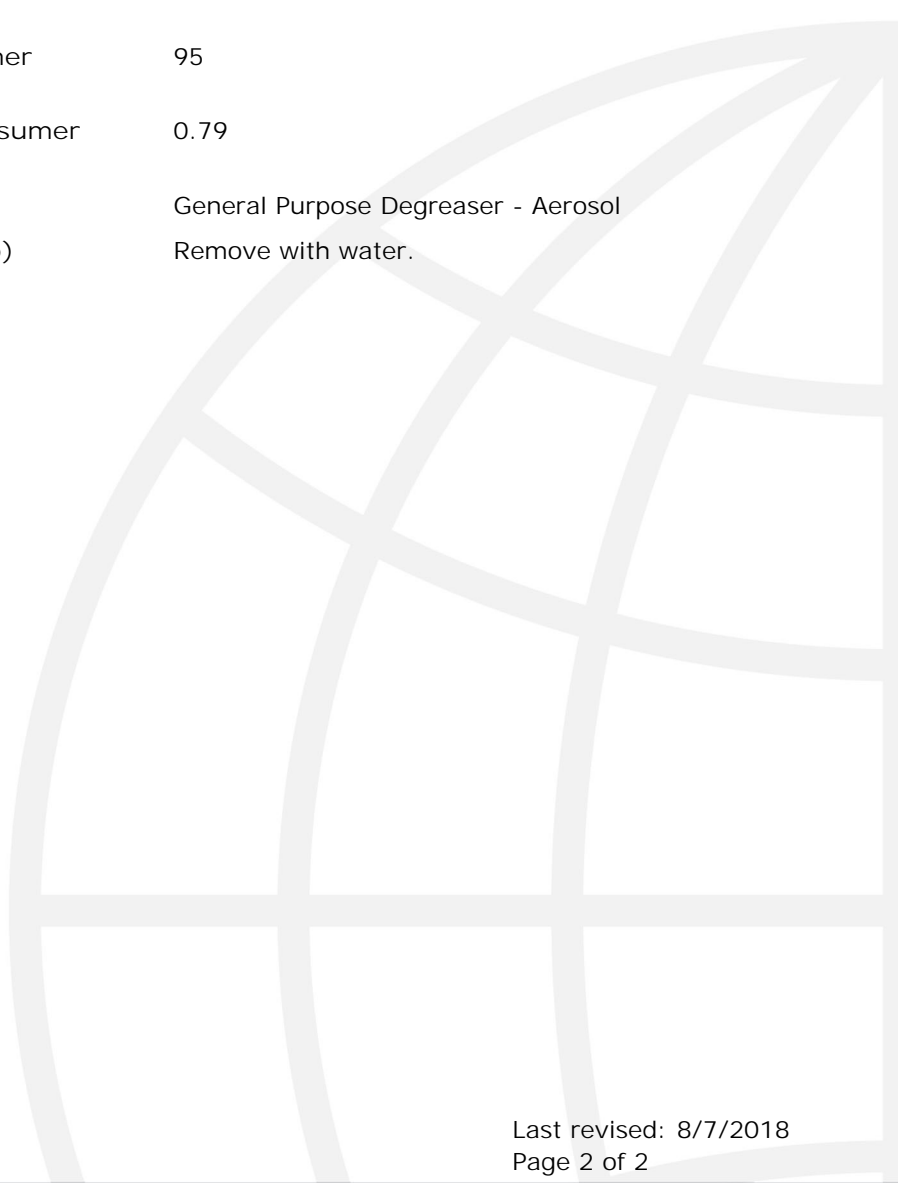 ner 95
sumer 0.79
General Purpose Degreaser - Aerosol
) Remove with water.
Last revised: 8/7/2018
Page 2 of 2